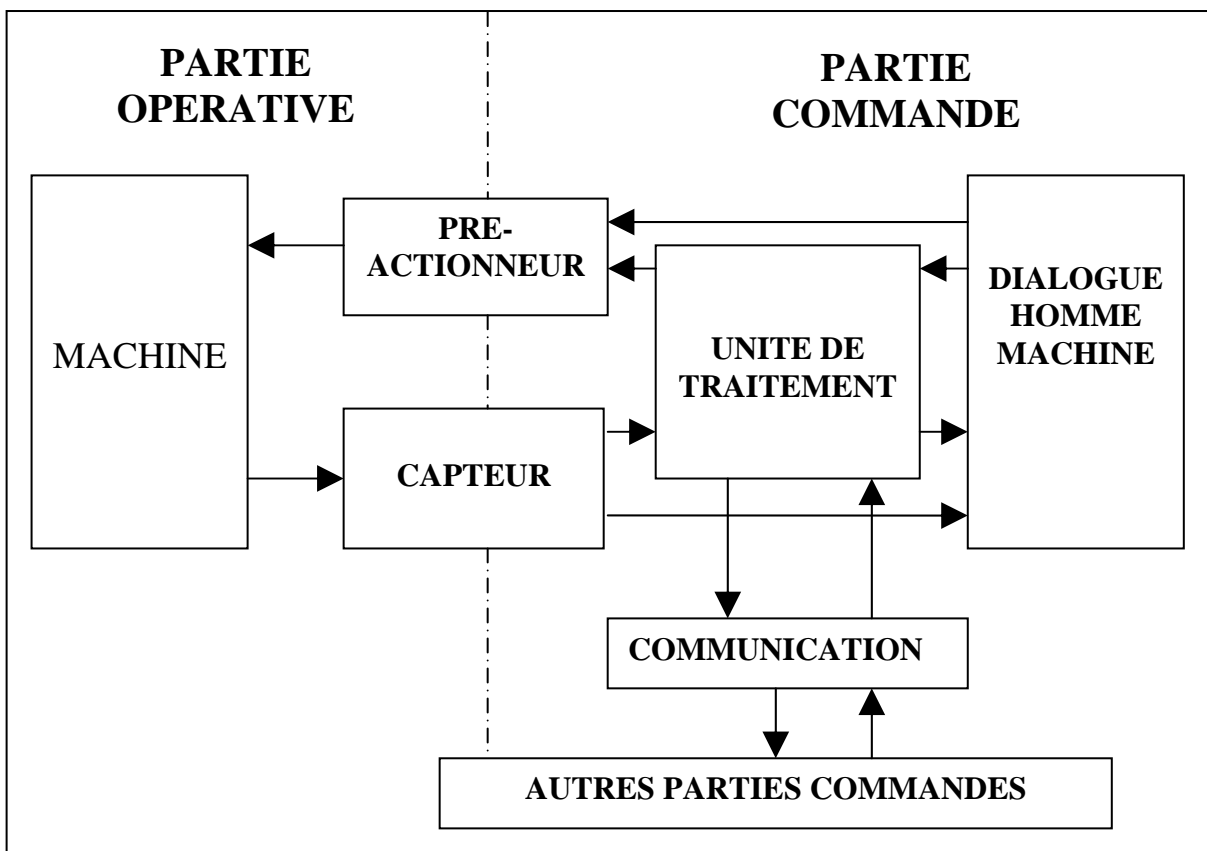 PARTIE
OPERATIVE
PARTIE
COMMANDE
MACHINE
PRE-
ACTIONNEUR
CAPTEUR
UNITE DE
TRAITEMENT
DIALOGUE
HOMME
MACHINE
COMMUNICATION
AUTRES PARTIES COMMANDES